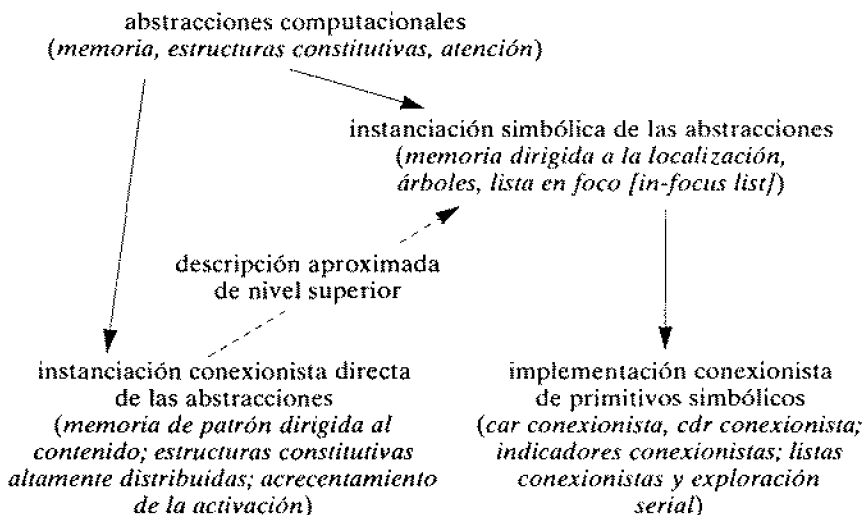 abstracciones computacionales
(memoria, estructuras constitutivas, atención)
instanciación simbólica de las abstracciones
(memoria dirigida a la localización,
árboles, lista en foco [in-focus list])
descripción aproximada
de nivel superior
instanciación conexionista directa
de las abstracciones
(memoria de patrón dirigida al
contenido; estructuras constitutivas
altamente distribuidas; acrecentamiento
de la activación)
implementación conexionista
de primitivos simbólicos
(car conexionista, cdr conexionista;
indicadores conexionistas; listas
conexionistas y exploración
serial)